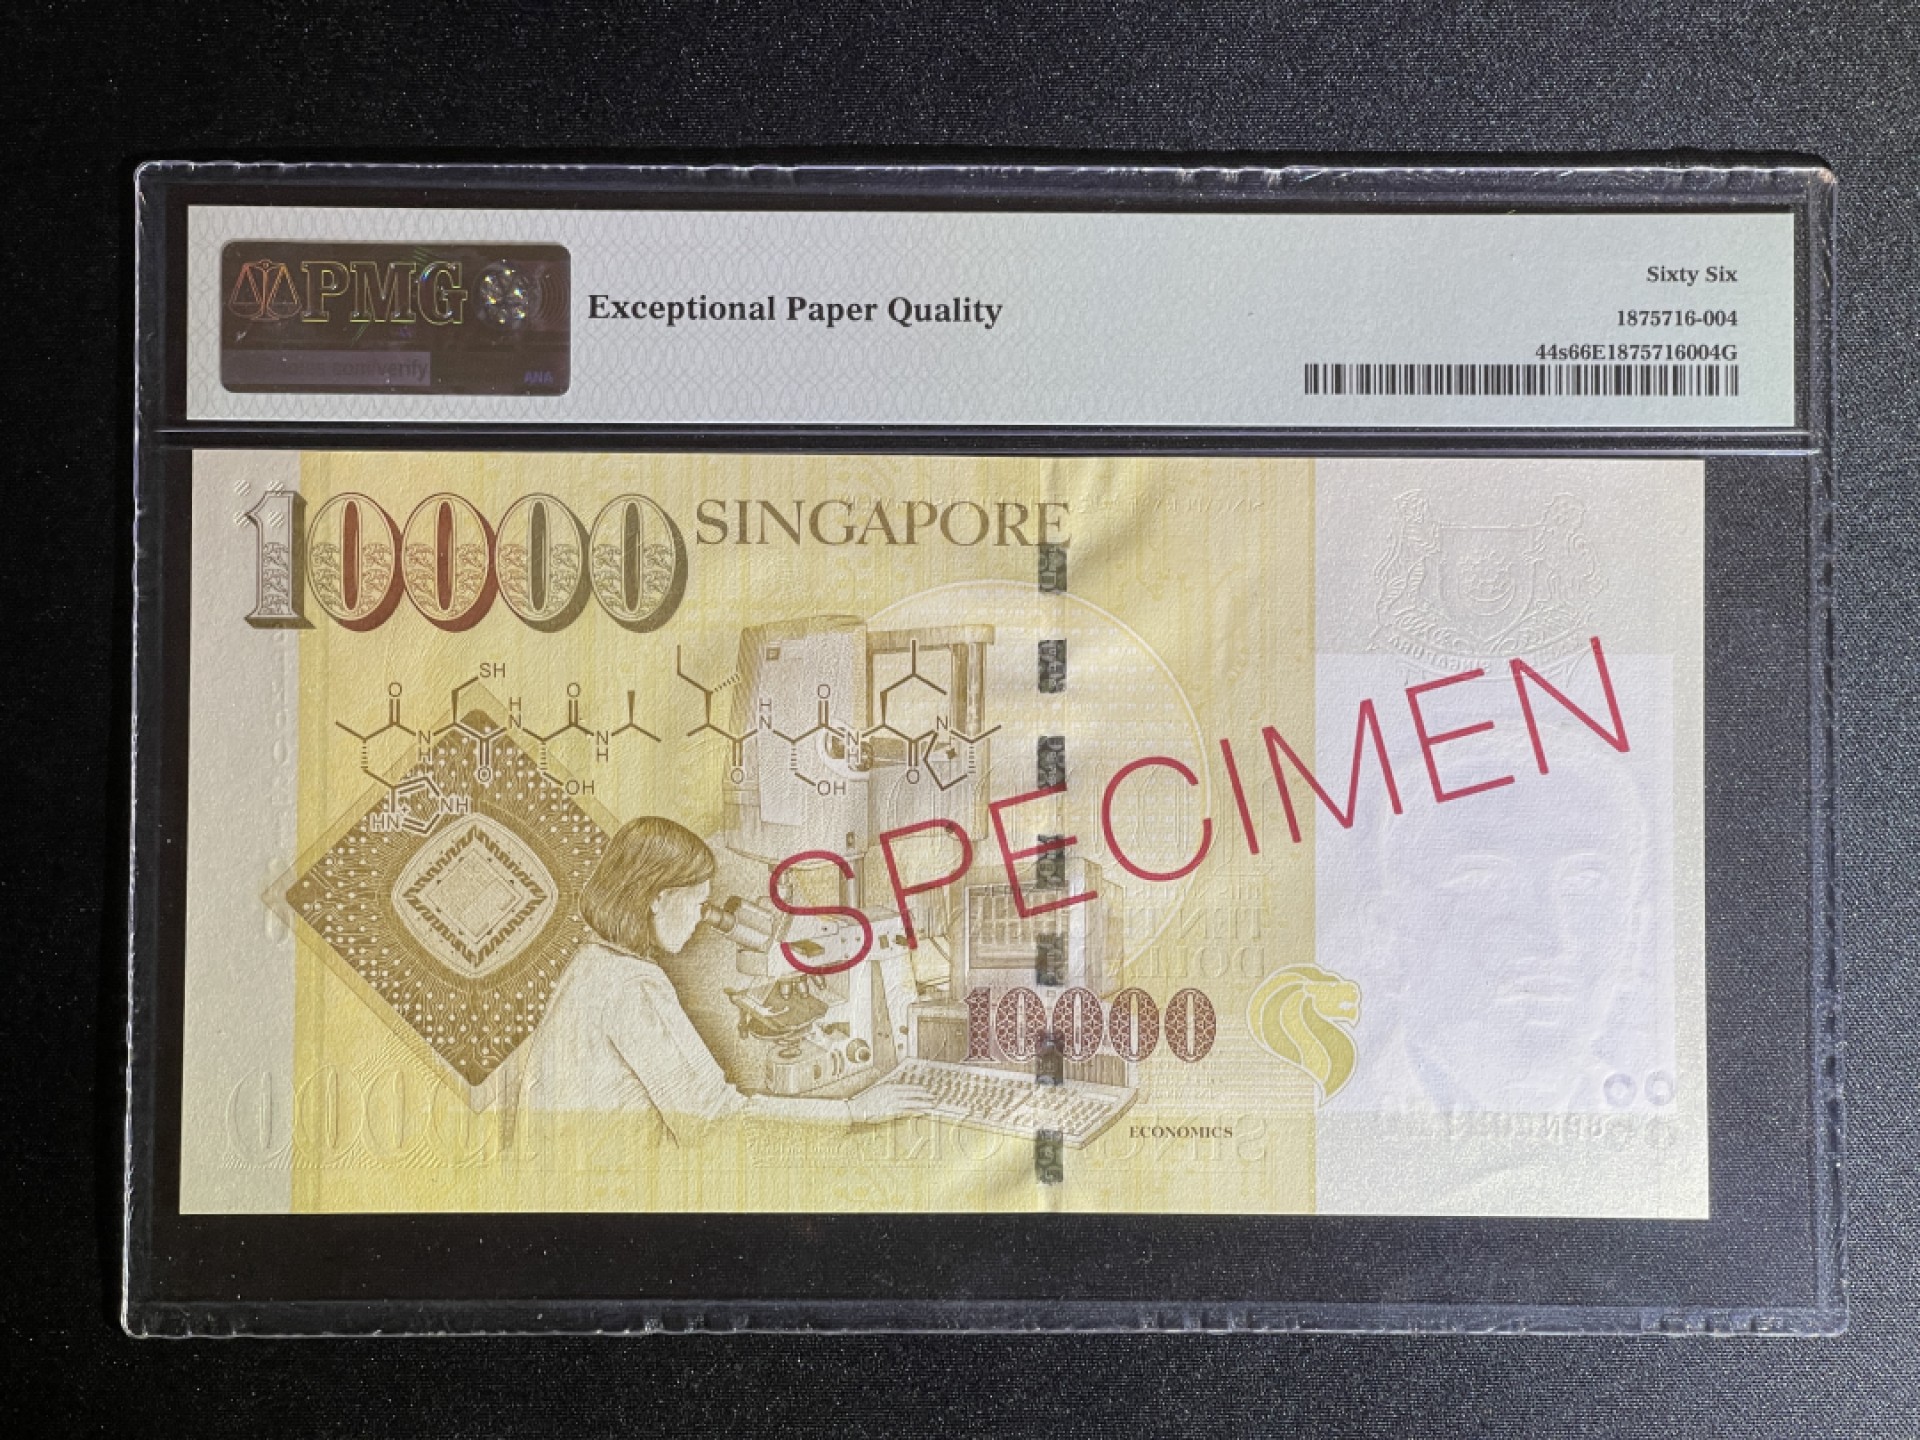 PMG
Exceptional Paper Quality
Sixty Six
1875716-004
44s66E1875716004G
ANA
10000 SINGAPORE
SH
O
O
O
H
N
H
N
N
H
O
N
H
OH
N
H
N
O
OH
O
NH
HN
SPECIMEN
10000
ECONOMICS